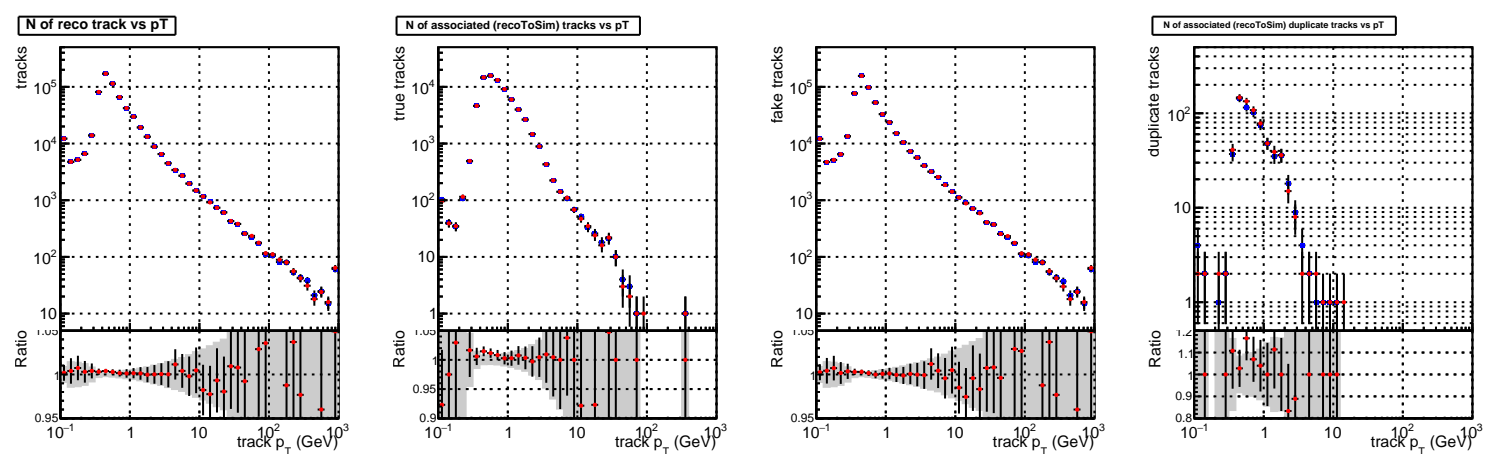 N of reco track vs pT
tracks
10^5
10^4
10^3
10^2
10
Ratio
1.05
1
0.95
10^-1 1 10 10^2 10^3
track p_T (GeV)
N of associated (recoToSim) tracks vs pT
true tracks
10^4
10^3
10^2
10
1
Ratio
1.05
1
0.95
0.9
10^-1 1 10 10^2 10^3
track p_T (GeV)
fake tracks
10^5
10^4
10^3
10^2
10
Ratio
1.05
1
0.95
10^-1 1 10 10^2 10^3
track p_T (GeV)
N of associated (recoToSim) duplicate tracks vs pT
duplicate tracks
10^2
10
1
Ratio
1.2
1.1
1
0.9
0.8
10^-1 1 10 10^2 10^3
track p_T (GeV)